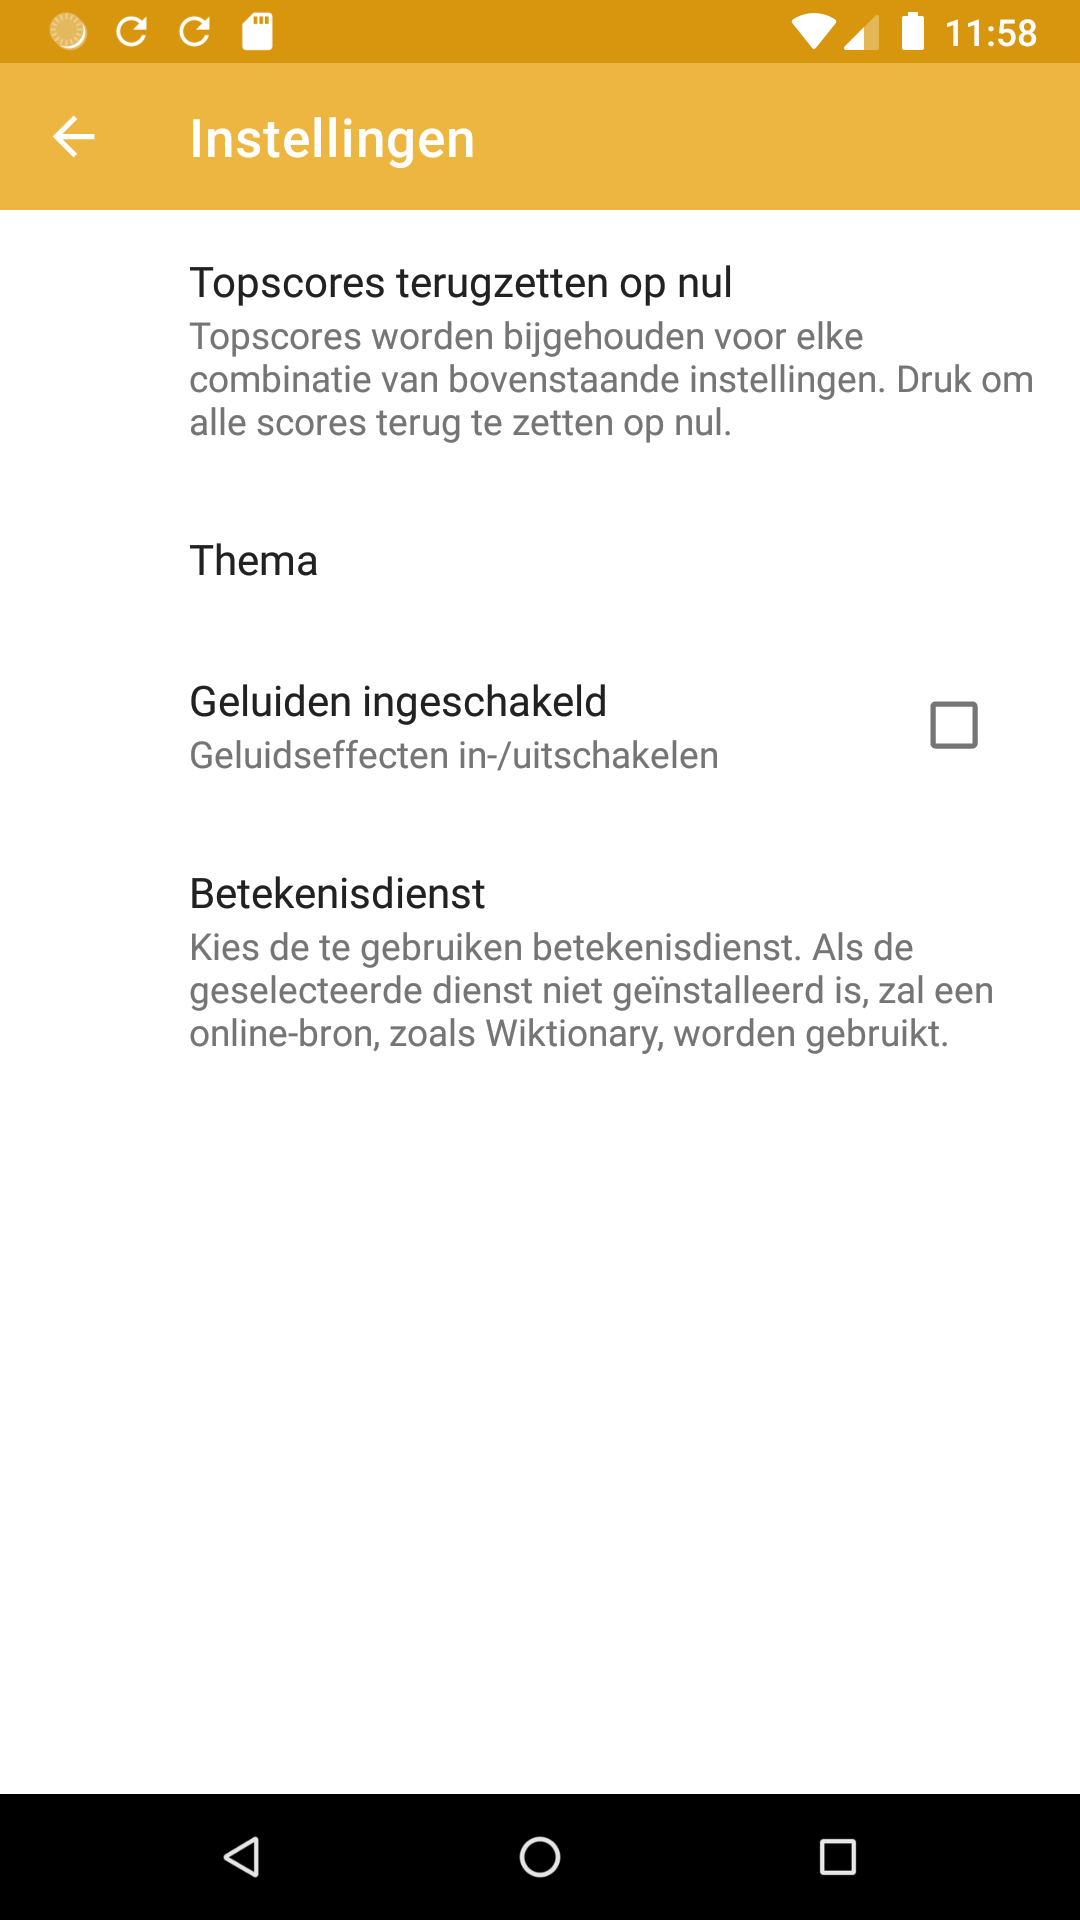 11:58
Instellingen
Topscores terugzetten op nul
Topscores worden bijgehouden voor elke
combinatie van bovenstaande instellingen. Druk om
alle scores terug te zetten op nul.
Thema
Geluiden ingeschakeld
Geluidseffecten in-/uitschakelen
Betekenisdienst
Kies de te gebruiken betekenisdienst. Als de
geselecteerde dienst niet geïnstalleerd is, zal een
online-bron, zoals Wiktionary, worden gebruikt.